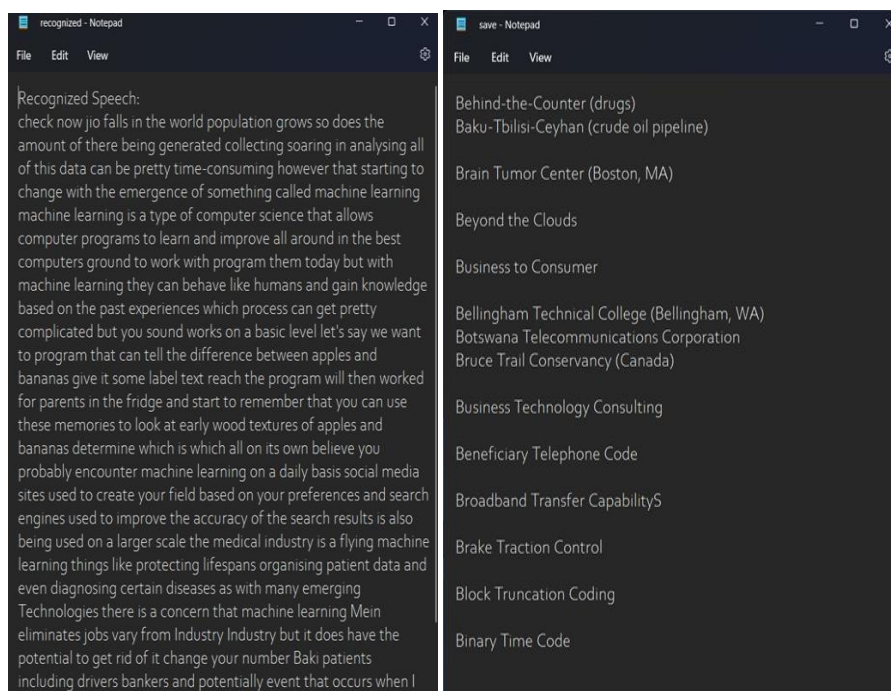 recognized - Notepad
File Edit View
Recognized Speech:
check now jio falls in the world population grows so does the
amount of there being generated collecting soaring in analysing all
of this data can be pretty time-consuming however that starting to
change with the emergence of something called machine learning
machine learning is a type of computer science that allows
computer programs to learn and improve all around in the best
computers ground to work with program them today but with
machine learning they can behave like humans and gain knowledge
based on the past experiences which process can get pretty
complicated but you sound works on a basic level let's say we want
to program that can tell the difference between apples and
bananas give it some label text reach the program will then worked
for parents in the fridge and start to remember that you can use
these memories to look at early wood textures of apples and
bananas determine which is which all on its own believe you
probably encounter machine learning on a daily basis social media
sites used to create your field based on your preferences and search
engines used to improve the accuracy of the search results is also
being used on a larger scale the medical industry is a flying machine
learning things like protecting lifespans organising patient data and
even diagnosing certain diseases as with many emerging
Technologies there is a concern that machine learning Mein
eliminates jobs vary from Industry Industry but it does have the
potential to get rid of it change your number Baki patients
including drivers bankers and potentially event that occurs when I
save - Notepad
File Edit View
Behind-the-Counter (drugs)
Baku-Tbilisi-Ceyhan (crude oil pipeline)
Brain Tumor Center (Boston, MA)
Beyond the Clouds
Business to Consumer
Bellingham Technical College (Bellingham, WA)
Botswana Telecommunications Corporation
Bruce Trail Conservancy (Canada)
Business Technology Consulting
Beneficiary Telephone Code
Broadband Transfer CapabilityS
Brake Traction Control
Block Truncation Coding
Binary Time Code